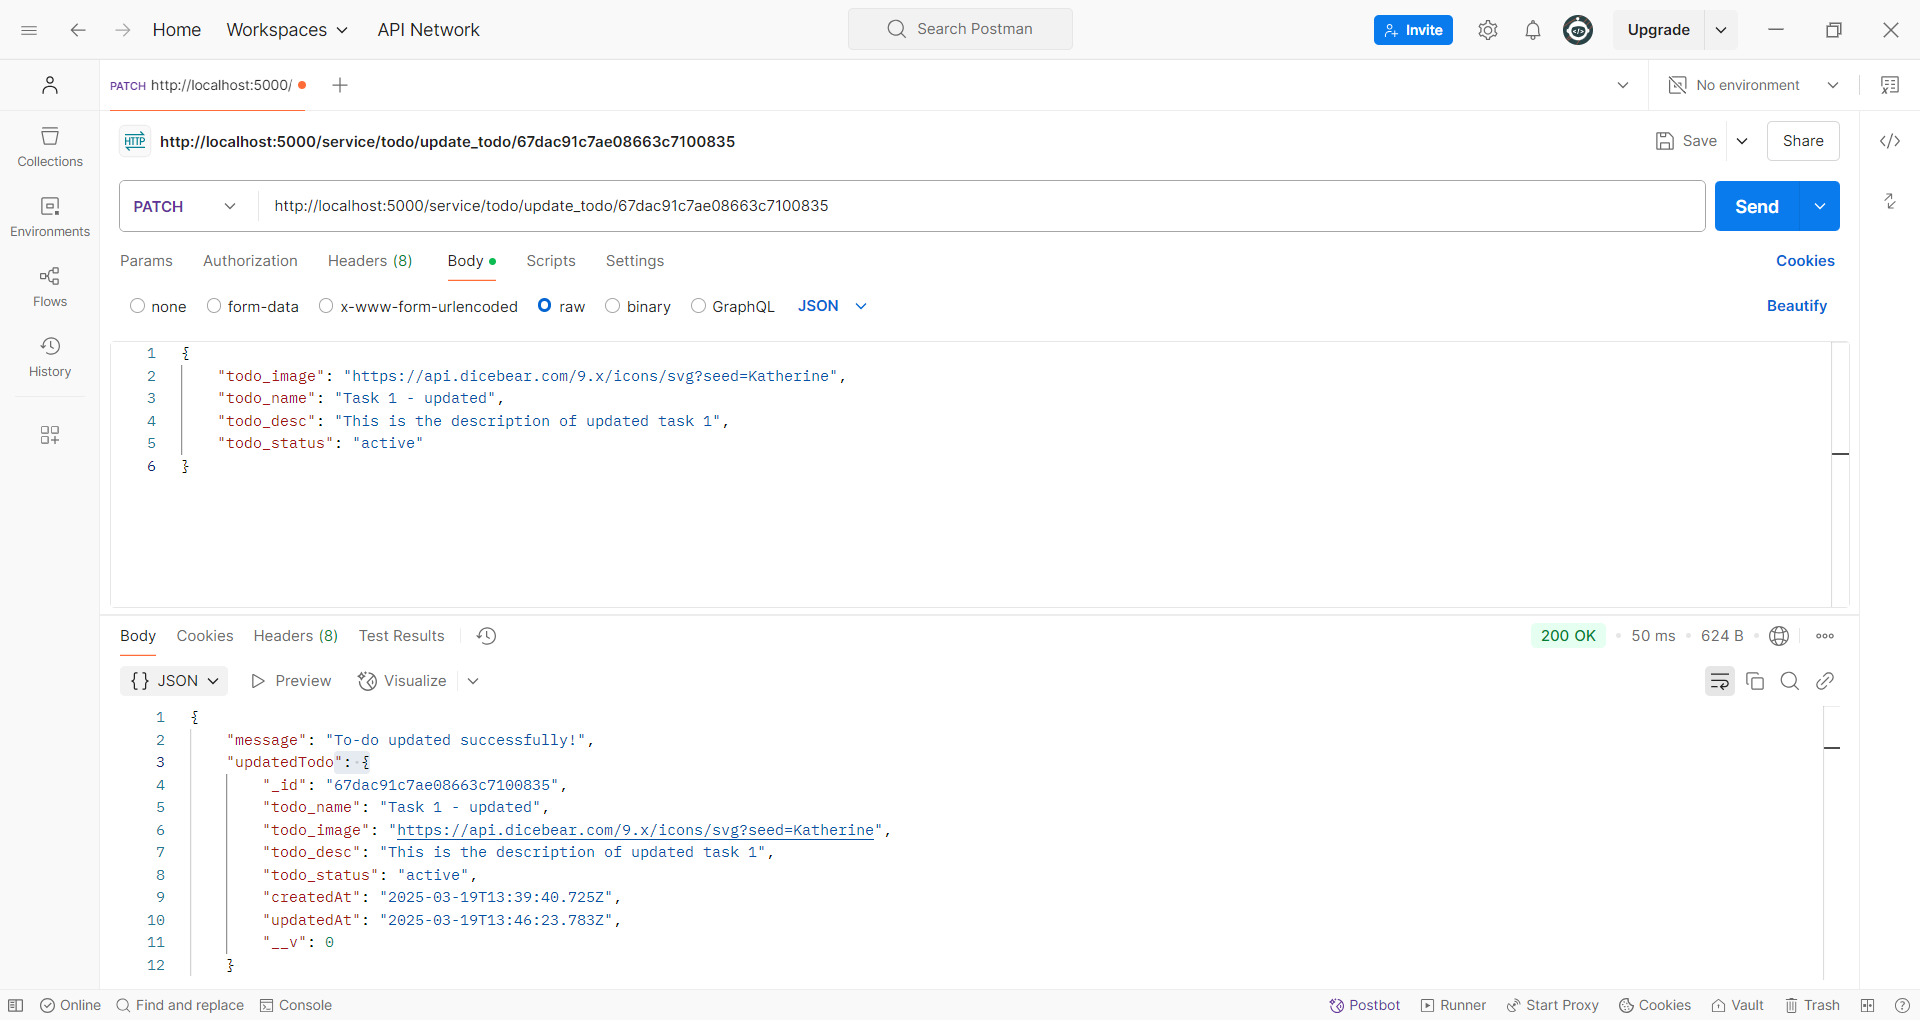 Home Workspaces API Network Search Postman Invite Upgrade
PATCH http://localhost:5000/ No environment
Collections
Environments
Flows
History
HTTP http://localhost:5000/service/todo/update_todo/67dac91c7ae08663c7100835 Save Share
PATCH http://localhost:5000/service/todo/update_todo/67dac91c7ae08663c7100835 Send
Params Authorization Headers (8) Body Scripts Settings Cookies
none form-data x-www-form-urlencoded raw binary GraphQL JSON Beautify
1 {
2 "todo_image": "https://api.dicebear.com/9.x/icons/svg?seed=Katherine",
3 "todo_name": "Task 1 - updated",
4 "todo_desc": "This is the description of updated task 1",
5 "todo_status": "active"
6 }
Body Cookies Headers (8) Test Results 200 OK 50 ms 624 B
{} JSON Preview Visualize
1 {
2 "message": "To-do updated successfully!",
3 "updatedTodo": {
4 "_id": "67dac91c7ae08663c7100835",
5 "todo_name": "Task 1 - updated",
6 "todo_image": "https://api.dicebear.com/9.x/icons/svg?seed=Katherine",
7 "todo_desc": "This is the description of updated task 1",
8 "todo_status": "active",
9 "createdAt": "2025-03-19T13:39:40.725Z",
10 "updatedAt": "2025-03-19T13:46:23.783Z",
11 "__v": 0
12 }
Online Find and replace Console Postbot Runner Start Proxy Cookies Vault Trash